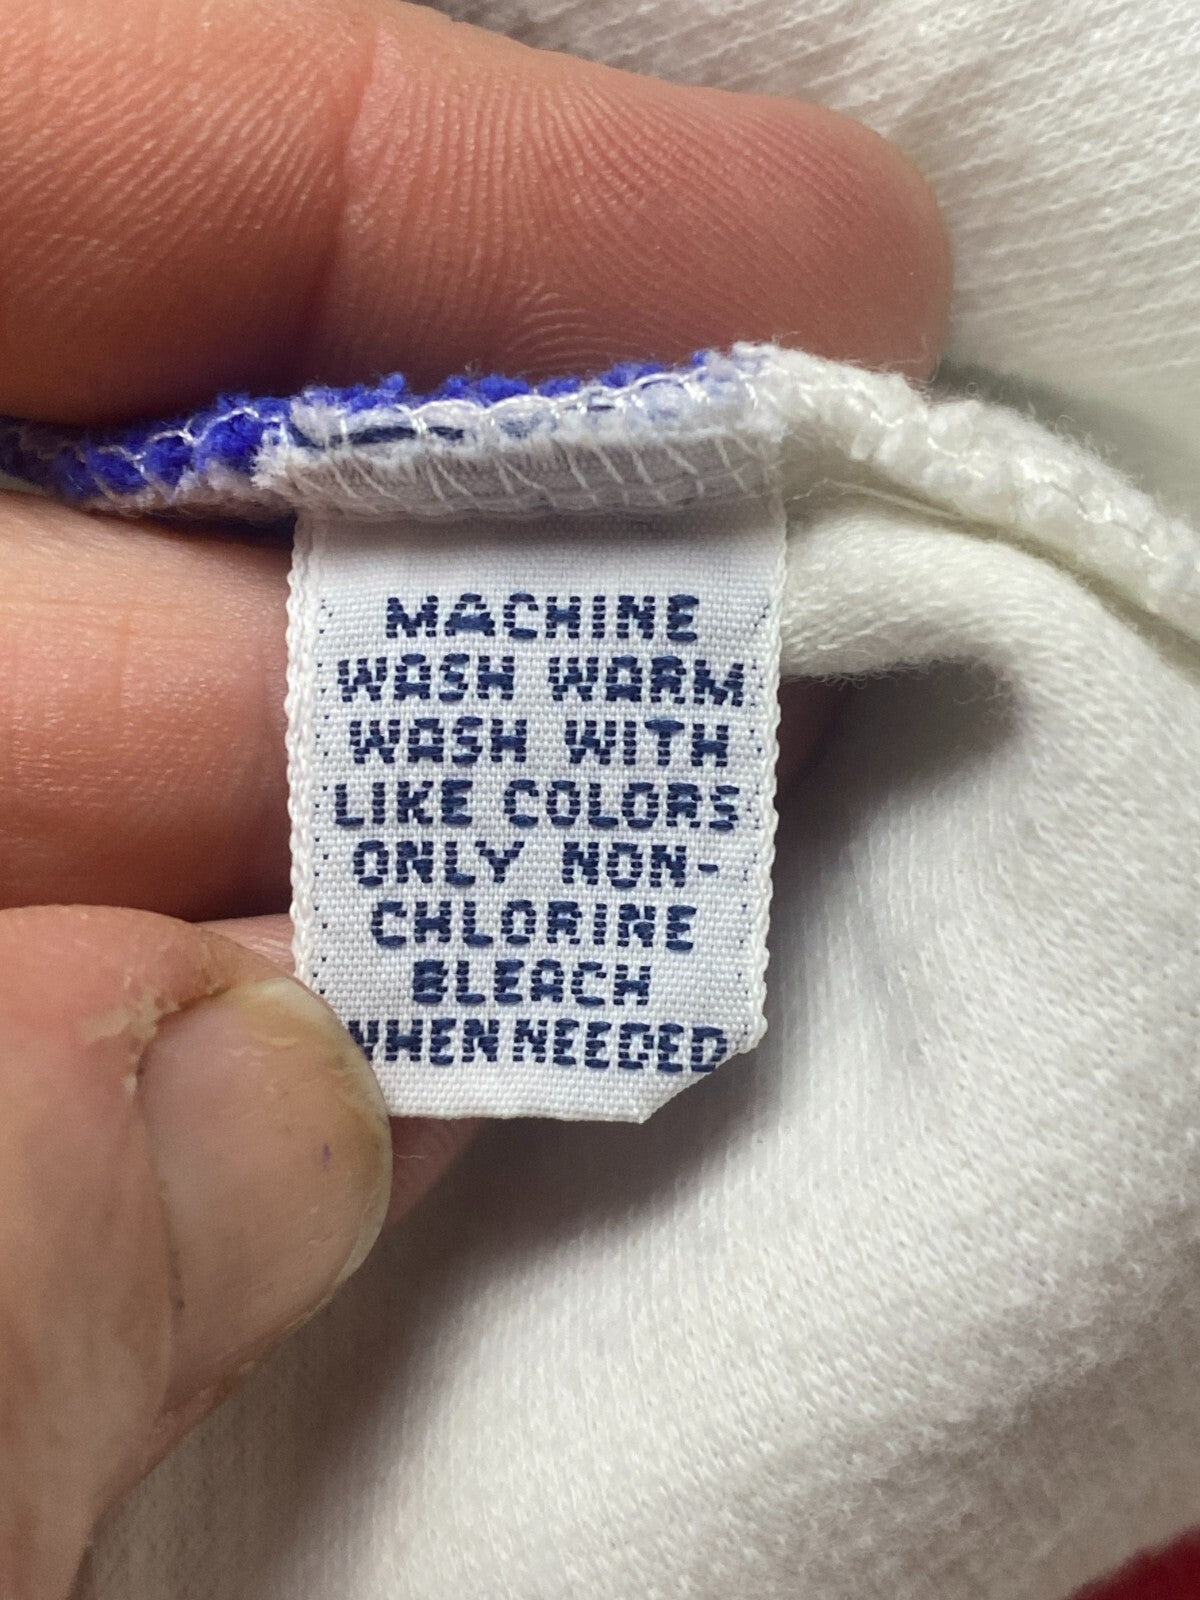 MACHINE
WASH WARM
WASH WITH
LIKE COLORS
ONLY NON-
CHLORINE
BLEACH
WHEN NEEDED